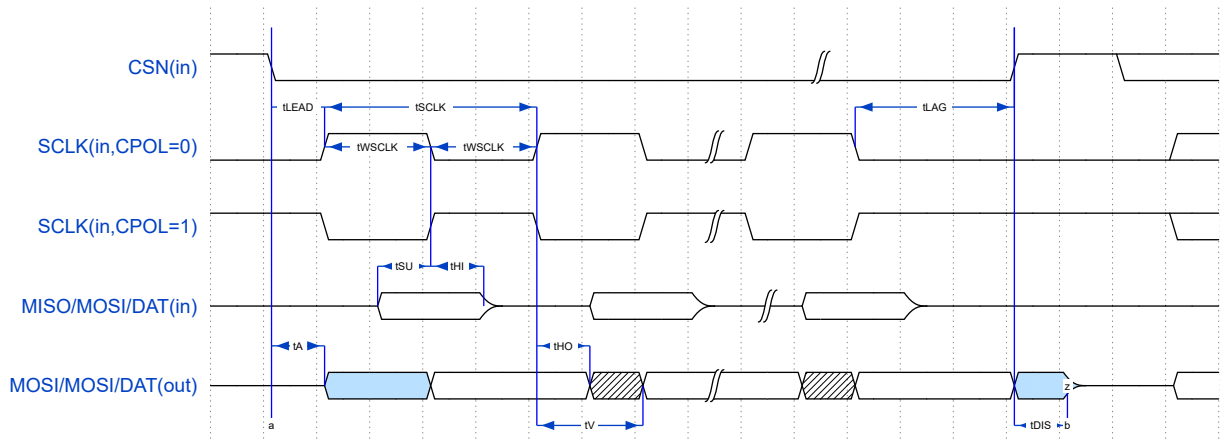 CSN(in)
tLEAD
tSCLK
tLAG
SCLK(in,CPOL=0)
tWSCLK
tWSCLK
SCLK(in,CPOL=1)
tSU
tHI
MISO/MOSI/DAT(in)
tA
tHO
MOSI/MOSI/DAT(out)
z
a
tV
tDIS
b